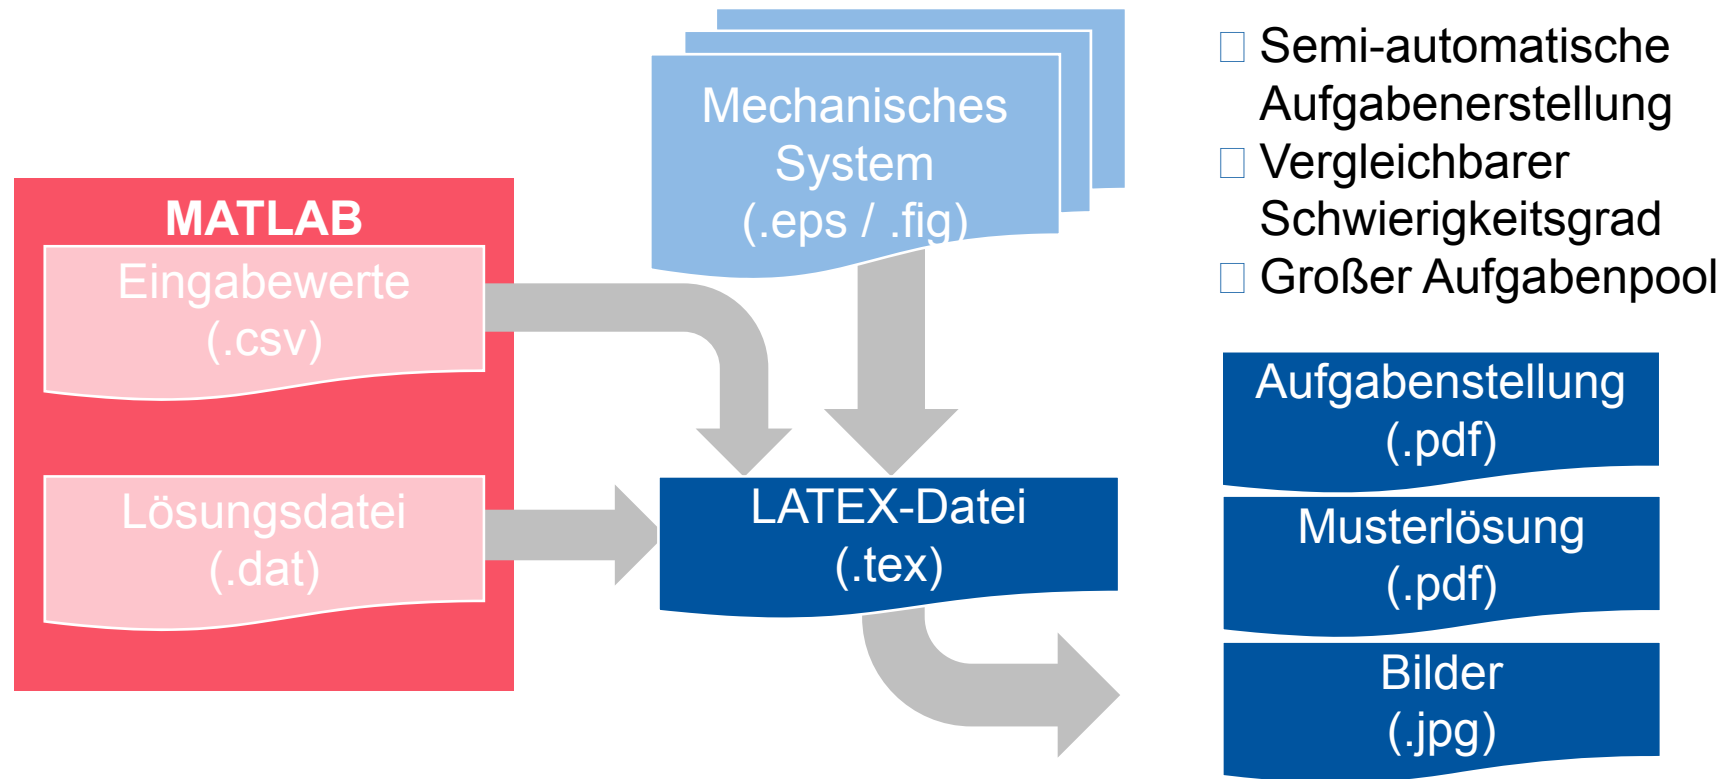 MATLAB
Eingabewerte
(.csv)
Lösungsdatei
(.dat)
Mechanisches
System
(.eps / .fig)
LATEX-Datei
(.tex)
Semi-automatische
Aufgabenerstellung
Vergleichbarer
Schwierigkeitsgrad
Großer Aufgabenpool
Aufgabenstellung
(.pdf)
Musterlösung
(.pdf)
Bilder
(.jpg)